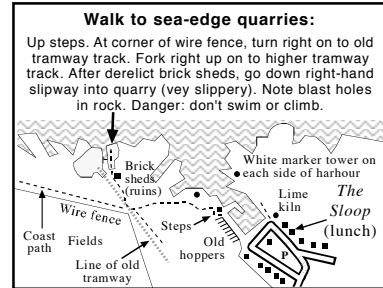 Walk to sea-edge quarries:
Up steps. At corner of wire fence, turn right on to old
tramway track. Fork right up on to higher tramway
track. After derelict brick sheds, go down right-hand
slipway into quarry (vey slippery). Note blast holes
in rock. Danger: don't swim or climb.
White marker tower on
each side of harhour
Brick
sheds
(ruins)
Lime
kiln
The
Sloop
(lunch)
Wire fence
Steps
Coast
path
Fields
Old
hoppers
P
Line of old
tramway